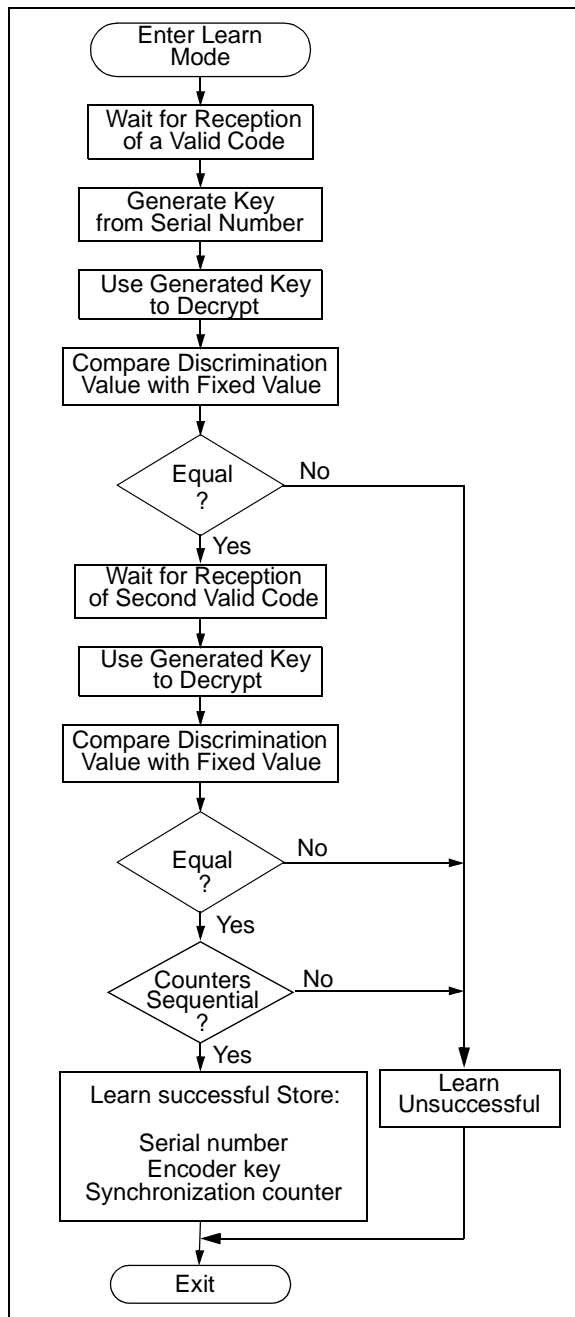 Enter Learn
Mode
Wait for Reception
of a Valid Code
Generate Key
from Serial Number
Use Generated Key
to Decrypt
Compare Discrimination
Value with Fixed Value
Equal
?
No
Yes
Wait for Reception
of Second Valid Code
Use Generated Key
to Decrypt
Compare Discrimination
Value with Fixed Value
Equal
?
No
Yes
Counters
Sequential
?
No
Yes
Learn successful Store:
Serial number
Encoder key
Synchronization counter
Learn
Unsuccessful
Exit